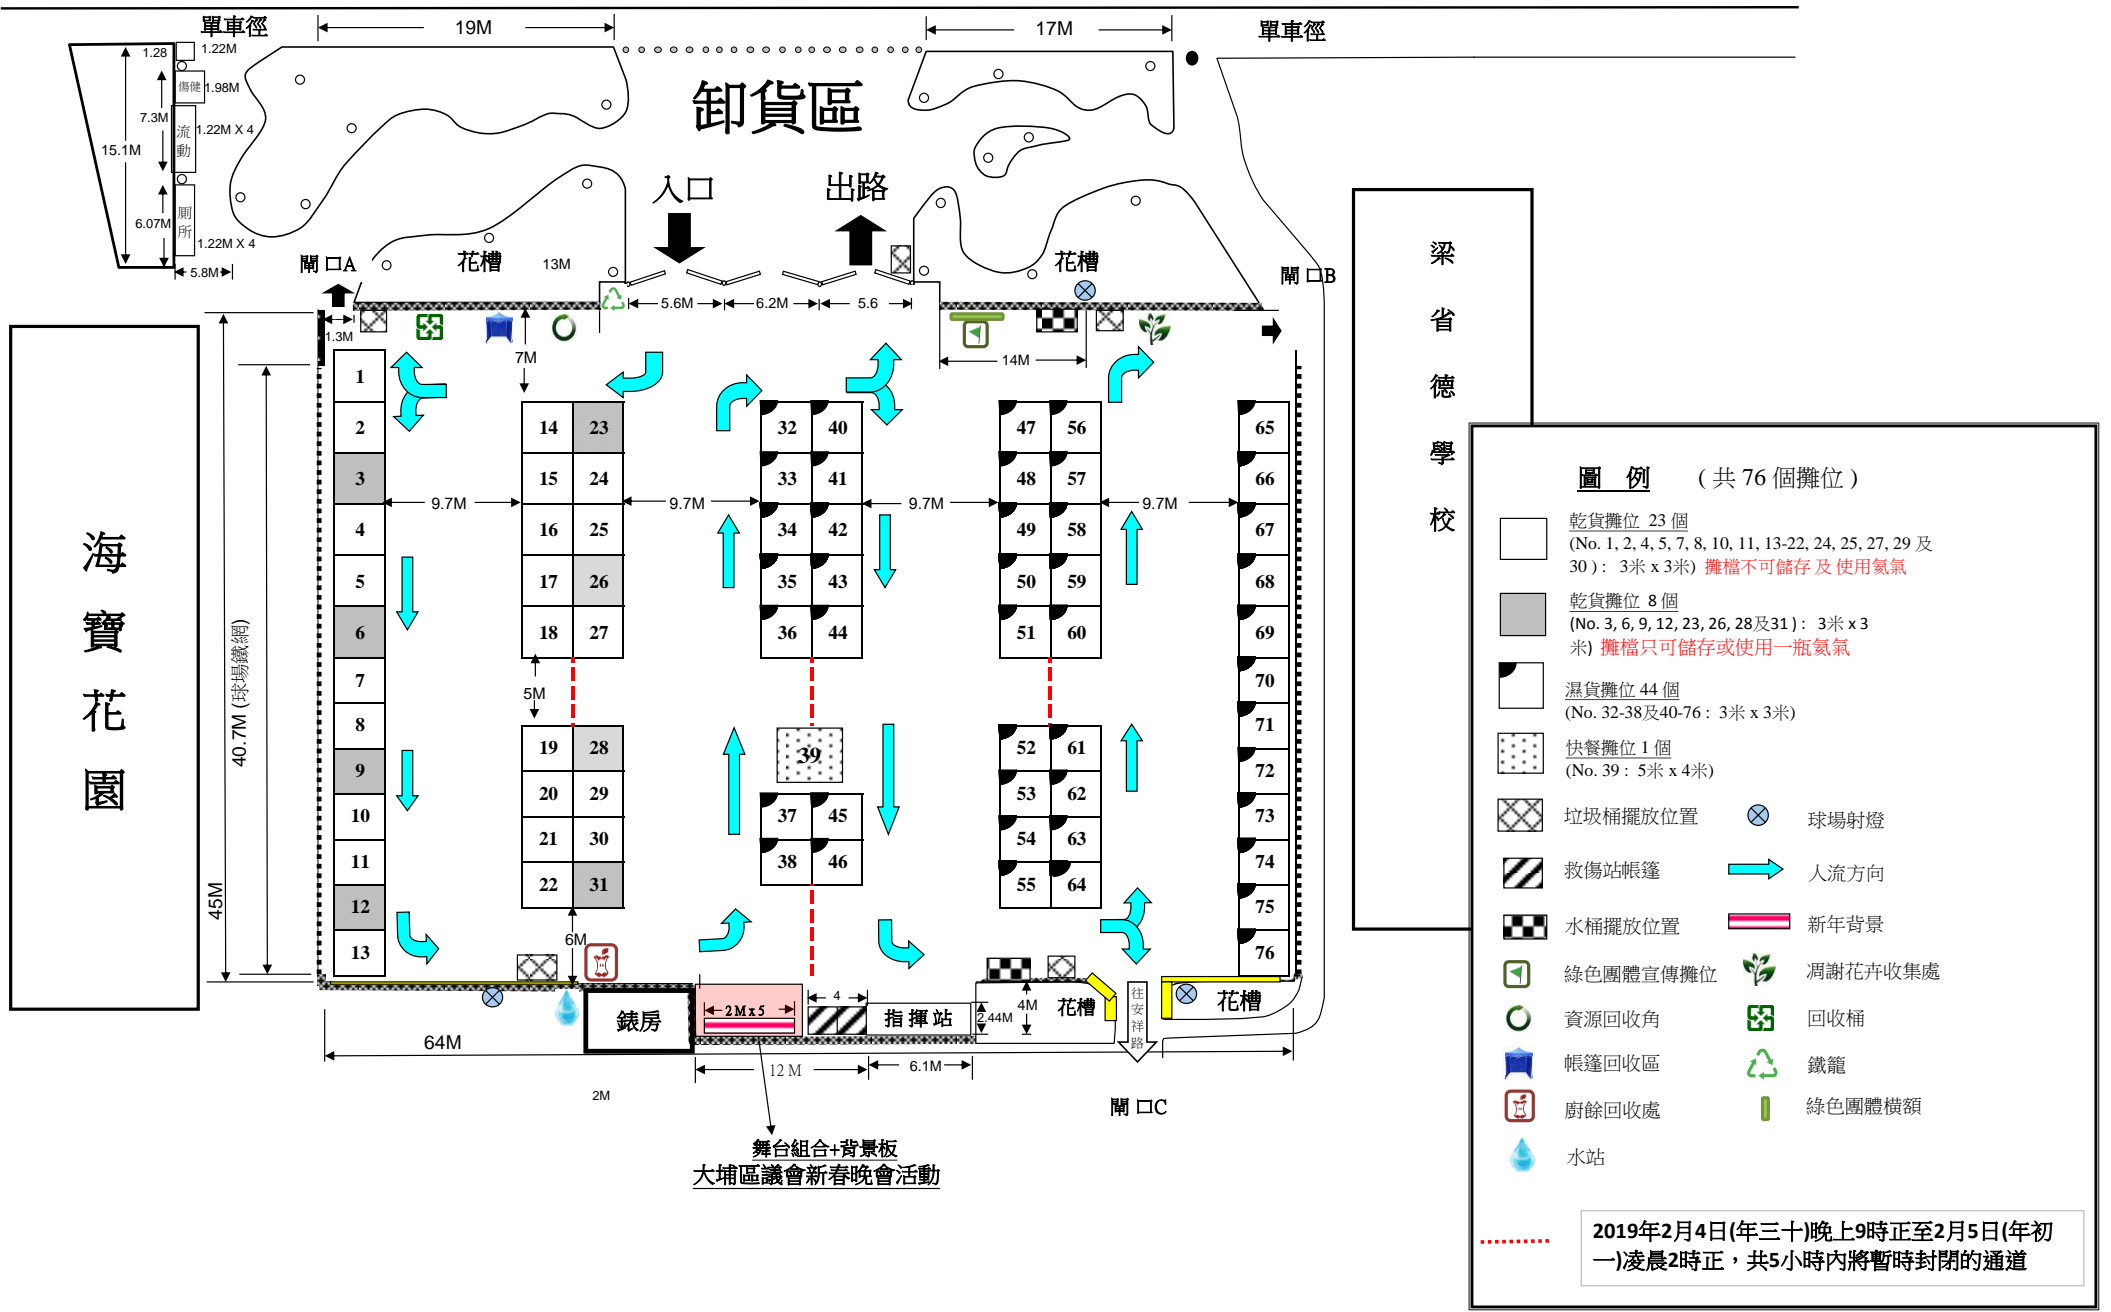 單車徑
19M
17M
單車徑
1.28
1.22M
傷健
1.98M
7.3M
流動
1.22M X 4
15.1M
6.07M
厠所
1.22M X 4
5.8M
卸貨區
入口
出路
閘口A
花槽
13M
花槽
閘口B
5.6M
6.2M
5.6
1.3M
7M
14M
海寶花園
梁省德學校
45M
40.7M (球場鐵網)
1
2
3
4
5
6
7
8
9
10
11
12
13
9.7M
9.7M
9.7M
9.7M
14 23
15 24
16 25
17 26
18 27
5M
19 28
20 29
21 30
22 31
6M
32 40
33 41
34 42
35 43
36 44
39
37 45
38 46
47 56
48 57
49 58
50 59
51 60
52 61
53 62
54 63
55 64
65
66
67
68
69
70
71
72
73
74
75
76
錶房
2M x 5
4
指揮站
2.44M
4M
花槽
往安祥路
花槽
64M
12 M
6.1M
2M
閘口C
舞台組合+背景板
大埔區議會新春晚會活動
圖 例 ( 共 76 個攤位 )
乾貨攤位 23 個
(No. 1, 2, 4, 5, 7, 8, 10, 11, 13-22, 24, 25, 27, 29 及
30 ) : 3米 x 3米) 攤檔不可儲存 及 使用氦氣
乾貨攤位 8 個
(No. 3, 6, 9, 12, 23, 26, 28及31 ) : 3米 x 3
米) 攤檔只可儲存或使用一瓶氦氣
濕貨攤位 44 個
(No. 32-38及40-76 : 3米 x 3米)
快餐攤位 1 個
(No. 39 : 5米 x 4米)
垃圾桶擺放位置
球場射燈
救傷站帳篷
人流方向
水桶擺放位置
新年背景
綠色團體宣傳攤位
凋謝花卉收集處
資源回收角
回收桶
帳篷回收區
鐵籠
廚餘回收處
綠色團體橫額
水站
2019年2月4日(年三十)晚上9時正至2月5日(年初
一)凌晨2時正，共5小時內將暫時封閉的通道